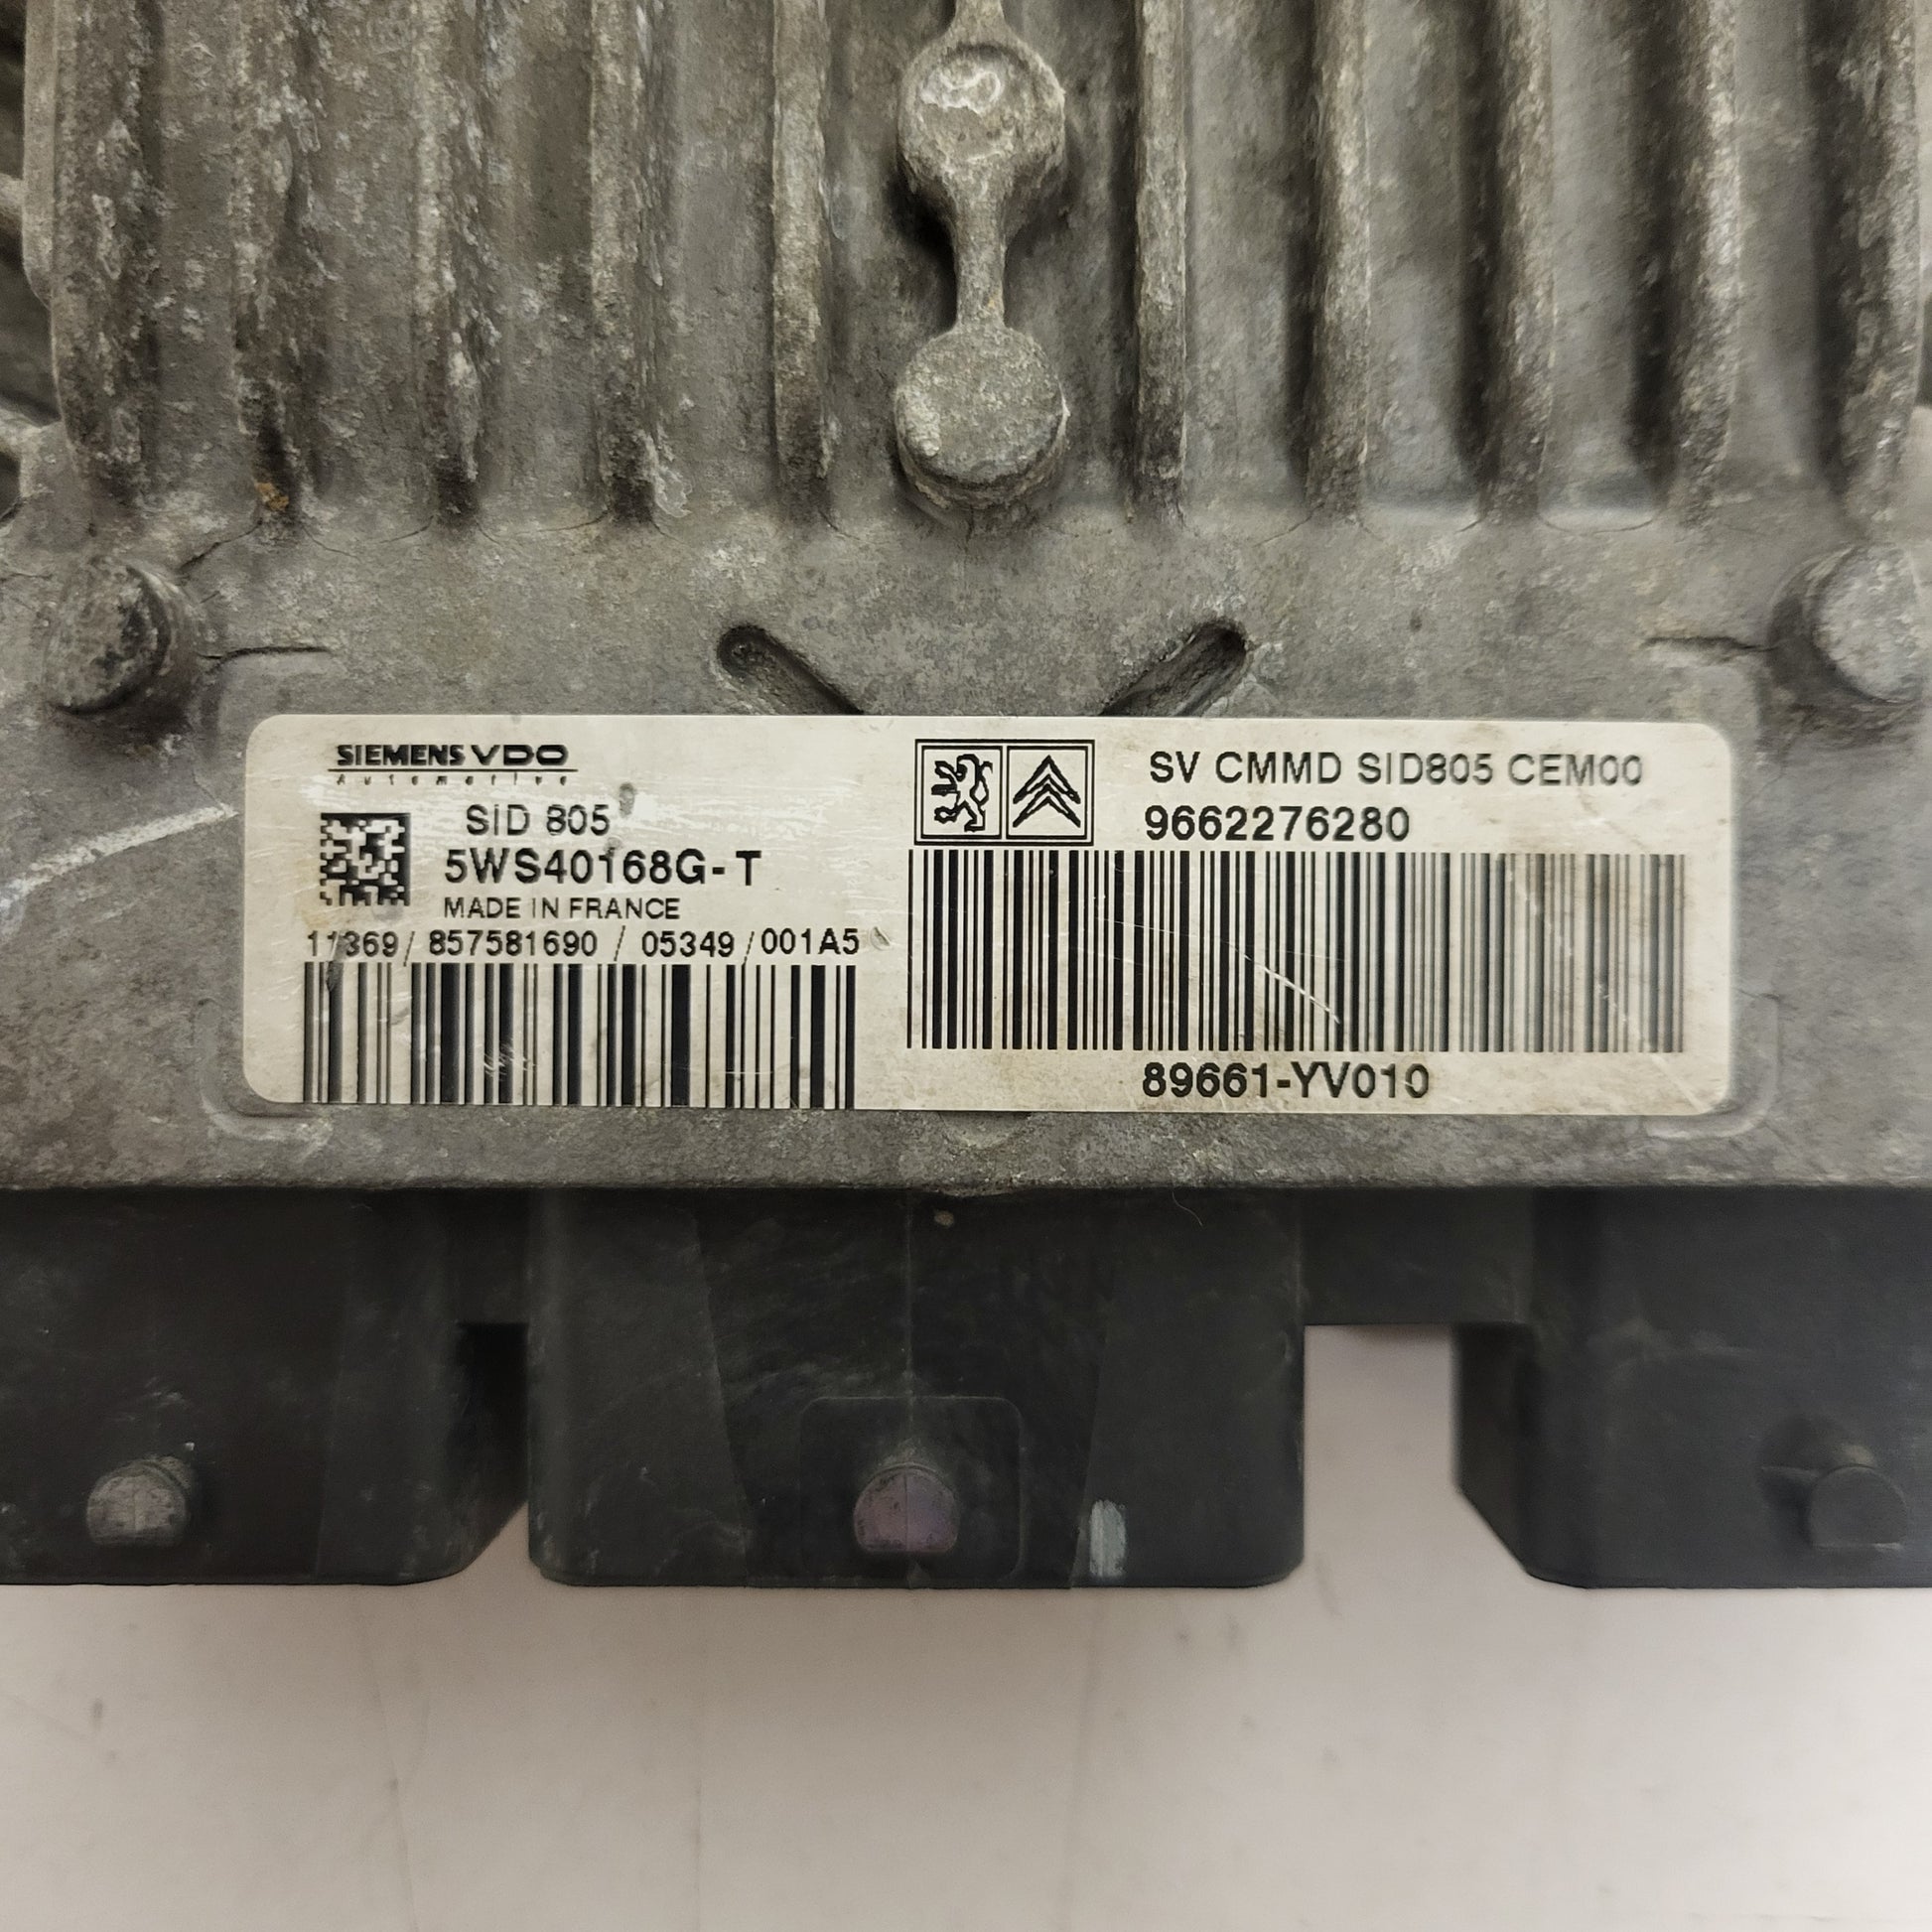 SIEMENS VDO
Automotive
SID 805
5WS40168G-T
MADE IN FRANCE
11369/ 857581690 / 05349 /001A5
SV CMMD SID805 CEM00
9662276280
89661-YV010